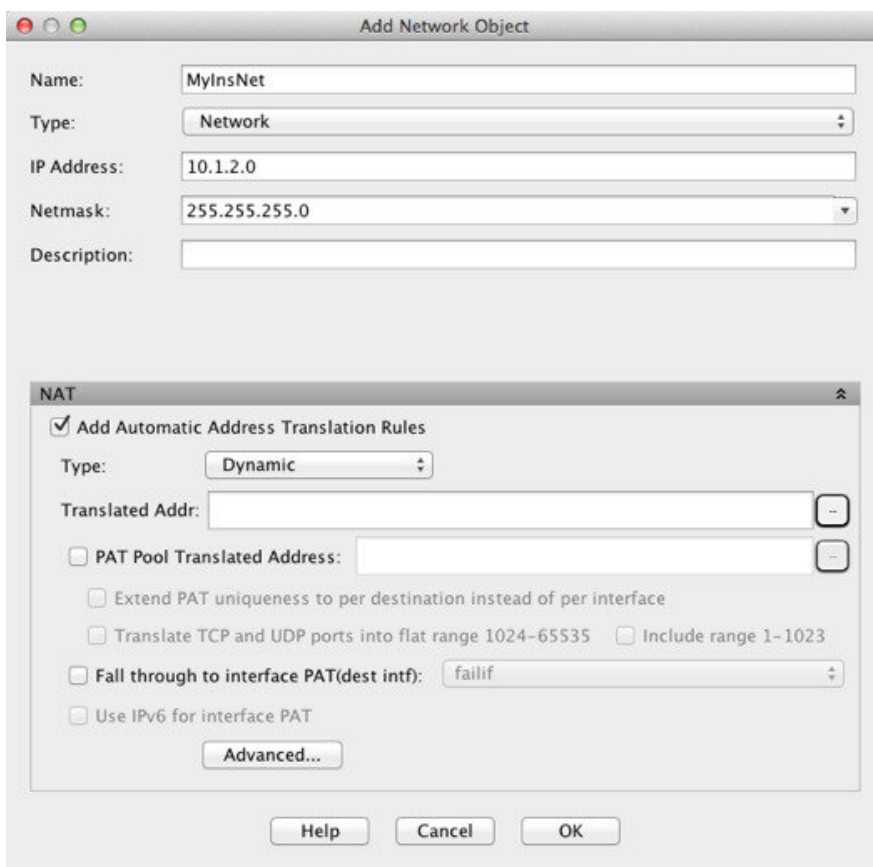 Add Network Object
Name: MyInsNet
Type: Network
IP Address: 10.1.2.0
Netmask: 255.255.255.0
Description:
NAT
Add Automatic Address Translation Rules
Type: Dynamic
Translated Addr: ...
PAT Pool Translated Address: ...
Extend PAT uniqueness to per destination instead of per interface
Translate TCP and UDP ports into flat range 1024-65535 Include range 1-1023
Fall through to interface PAT(dest intf): failif
Use IPv6 for interface PAT
Advanced...
Help Cancel OK